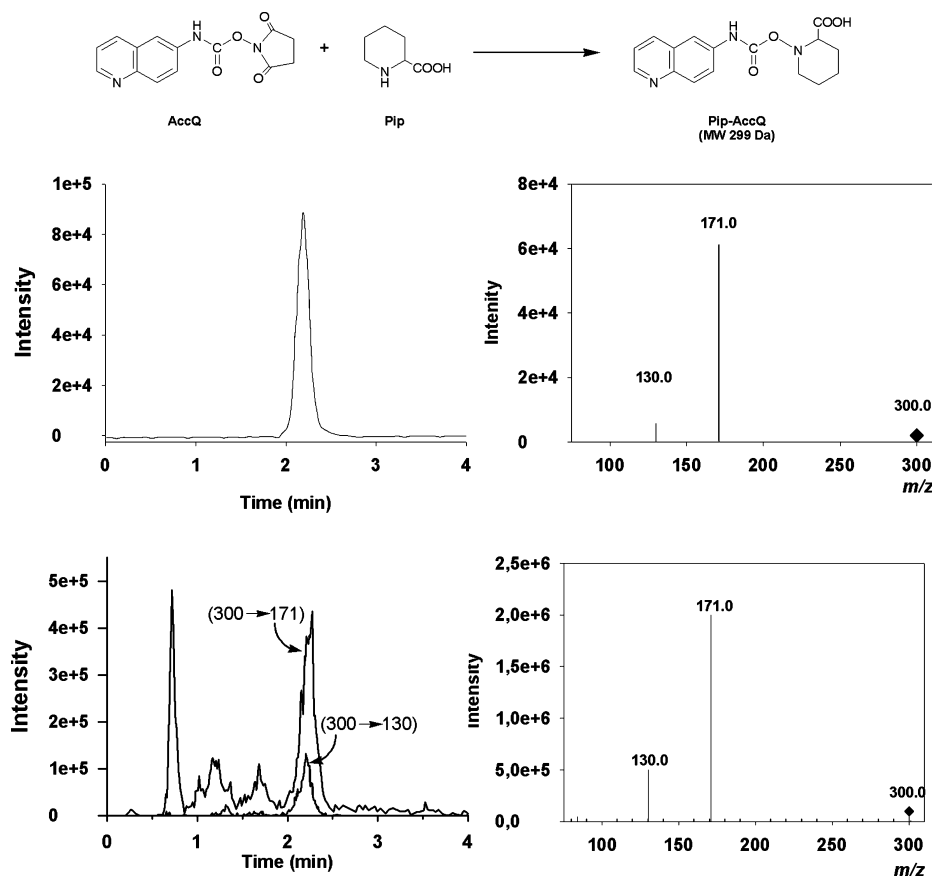 NH O O N O O N
+
N H COOH
NH O O N COOH N
AccQ
Pip
Pip-AccQ
(MW 299 Da)
1e+5
8e+4
6e+4
4e+4
2e+4
0
Intensity
0 1 2 3 4
Time (min)
8e+4
6e+4
4e+4
2e+4
0
Intenity
171.0
130.0
300.0
100 150 200 250 300
m/z
5e+5
4e+5
3e+5
2e+5
1e+5
0
Intensity
(300→171)
(300→130)
0 1 2 3 4
Time (min)
2,5e+6
2,0e+6
1,5e+6
1,0e+6
5,0e+5
0,0
Intensity
171.0
130.0
300.0
100 150 200 250 300
m/z